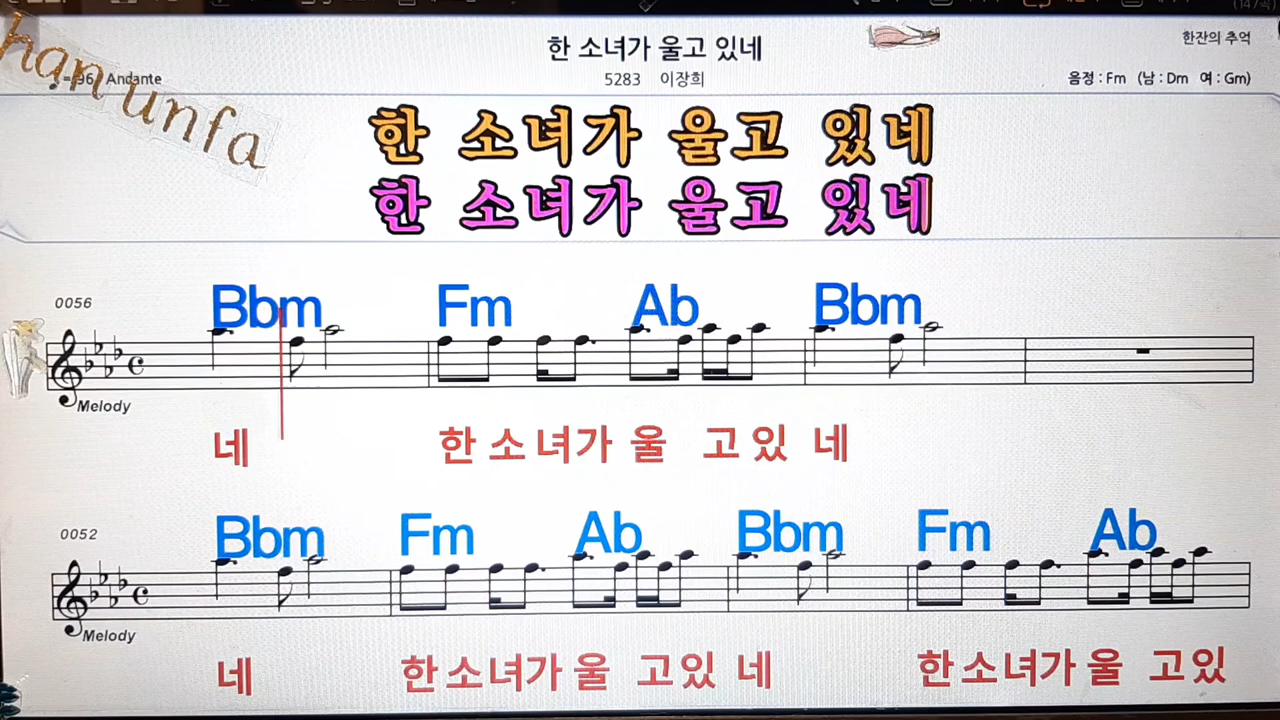 한 소녀가 울고 있네
한잔의 추억
Andante
5283 이장희
음정 : Fm (남 : Dm 여 : Gm)
han unfa
한 소녀가 울고 있네
한 소녀가 울고 있네
0056
Bbm Fm Ab Bbm
Melody
네 한 소 녀 가 울 고 있 네
0052
Bbm Fm Ab Bbm Fm Ab
Melody
네 한 소 녀 가 울 고 있 네 한 소 녀 가 울 고 있